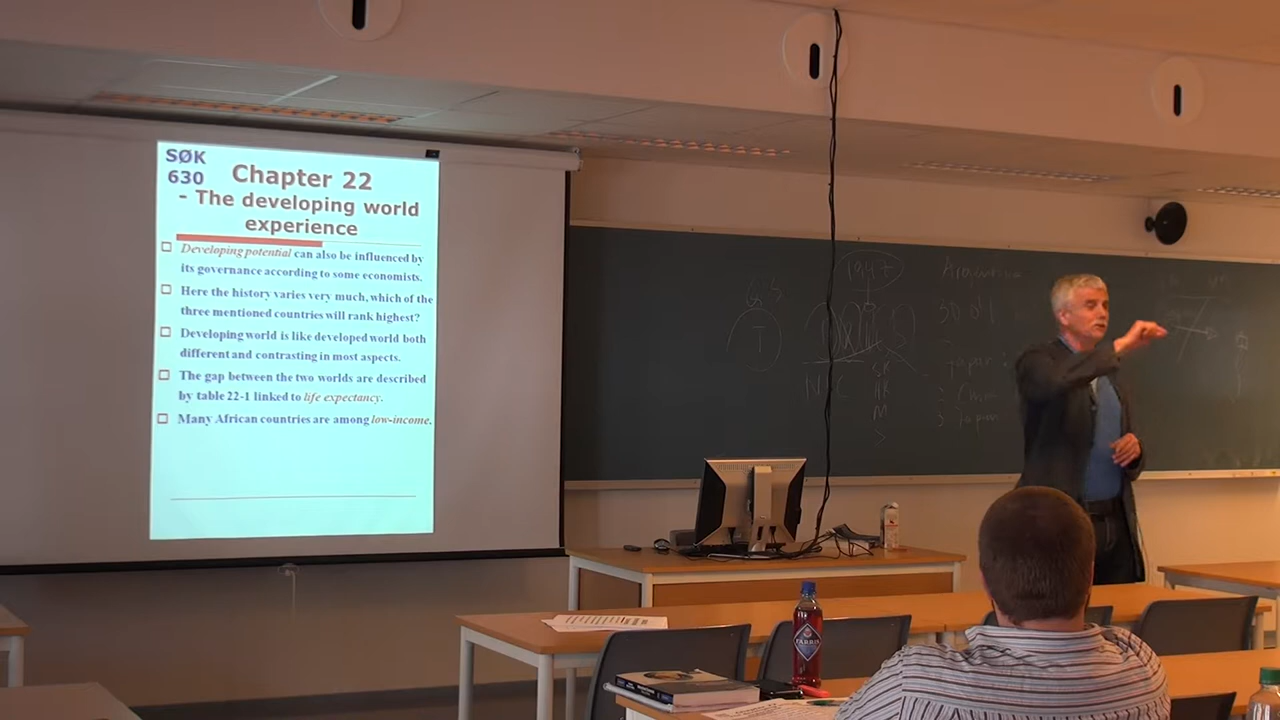 SØK
630
Chapter 22
- The developing world
experience
Developing potential can also be influenced by
its governance according to some economists.
Here the history varies very much, which of the
three mentioned countries will rank highest?
Developing world is like developed world both
different and contrasting in most aspects.
The gap between the two worlds are described
by table 22-1 linked to life expectancy.
Many African countries are among low-income.
1947
T
FARRIS